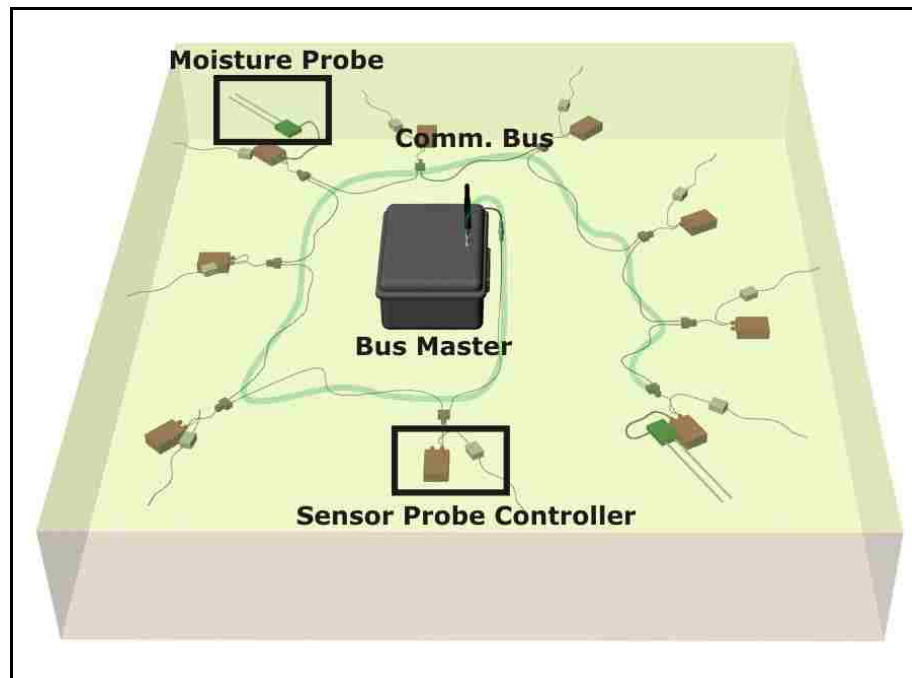 Moisture Probe
Comm. Bus
Bus Master
Sensor Probe Controller